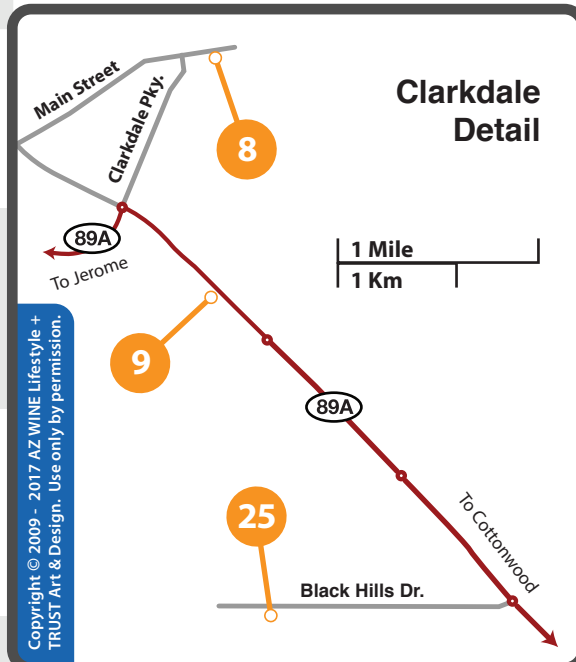 Clarkdale
Detail
Main Street
Clarkdale Pky.
8
89A
To Jerome
1 Mile
1 Km
9
89A
25
To Cottonwood
Black Hills Dr.
Copyright © 2009 - 2017 AZ WINE Lifestyle +
TRUST Art & Design. Use only by permission.